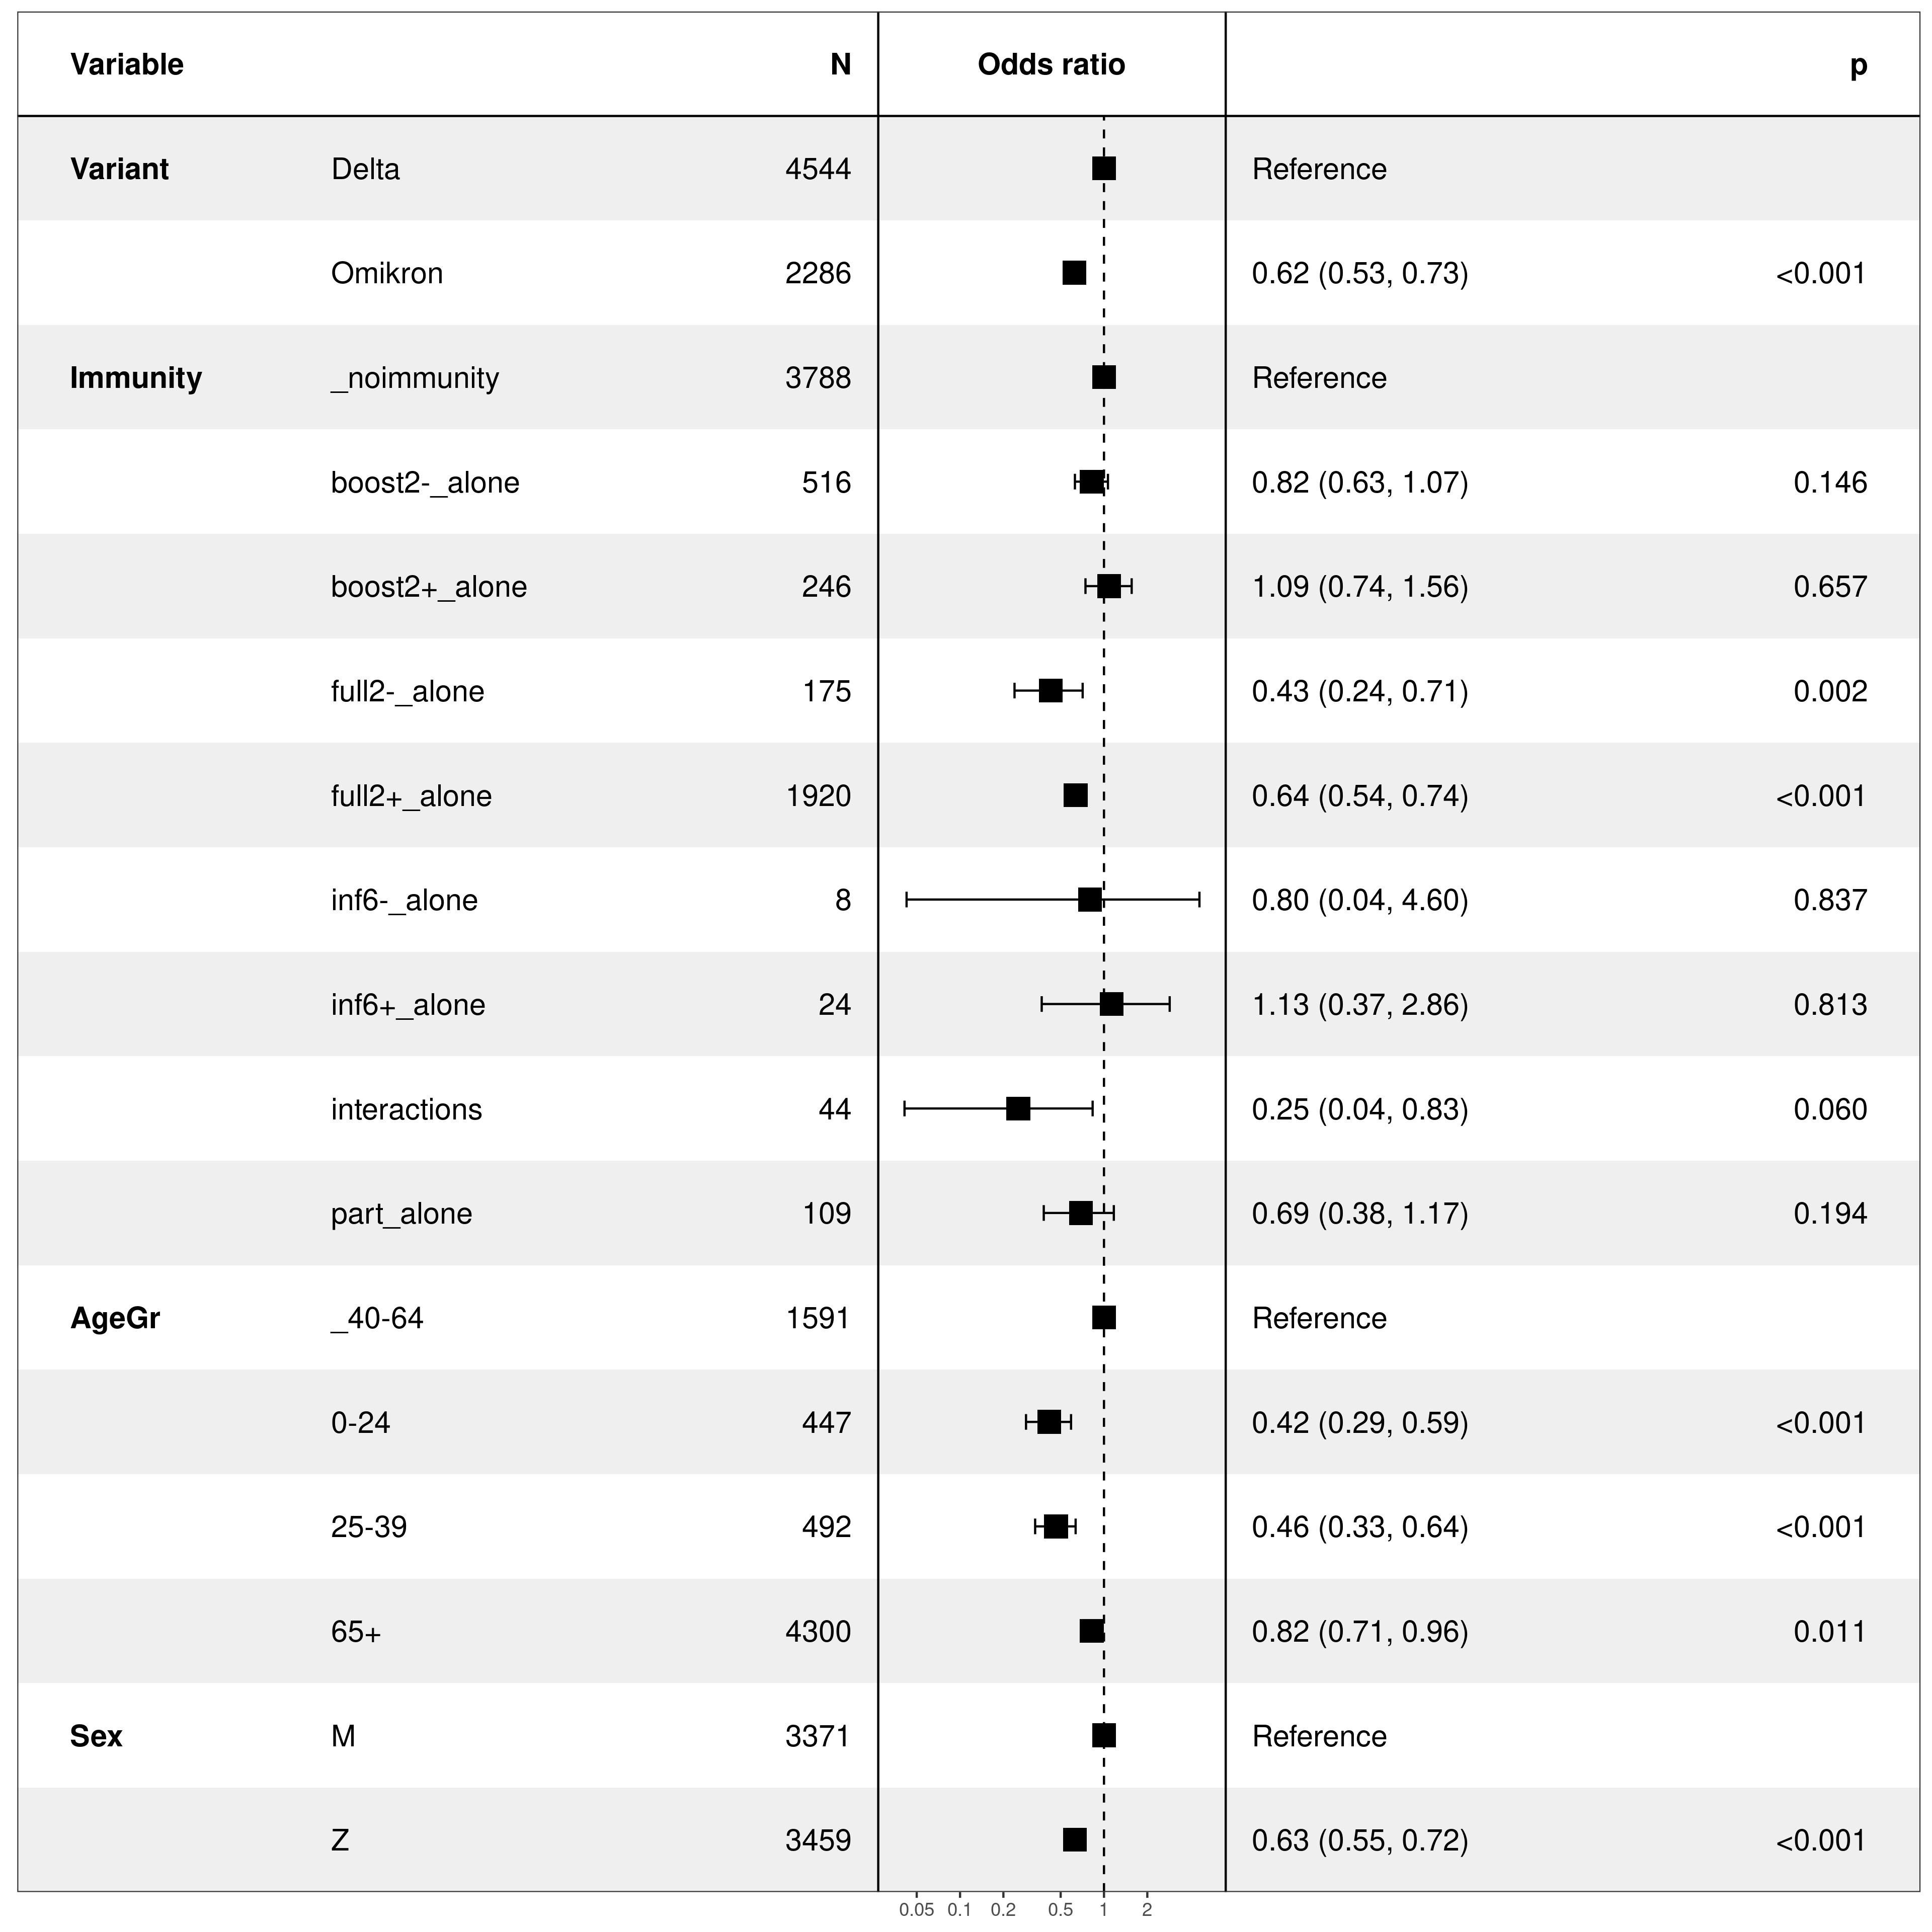 Variable N Odds ratio p
Variant Delta 4544 Reference
Omikron 2286 0.62 (0.53, 0.73) <0.001
Immunity _noimmunity 3788 Reference
boost2-_alone 516 0.82 (0.63, 1.07) 0.146
boost2+_alone 246 1.09 (0.74, 1.56) 0.657
full2-_alone 175 0.43 (0.24, 0.71) 0.002
full2+_alone 1920 0.64 (0.54, 0.74) <0.001
inf6-_alone 8 0.80 (0.04, 4.60) 0.837
inf6+_alone 24 1.13 (0.37, 2.86) 0.813
interactions 44 0.25 (0.04, 0.83) 0.060
part_alone 109 0.69 (0.38, 1.17) 0.194
AgeGr _40-64 1591 Reference
0-24 447 0.42 (0.29, 0.59) <0.001
25-39 492 0.46 (0.33, 0.64) <0.001
65+ 4300 0.82 (0.71, 0.96) 0.011
Sex M 3371 Reference
Z 3459 0.63 (0.55, 0.72) <0.001
0.05 0.1 0.2 0.5 1 2